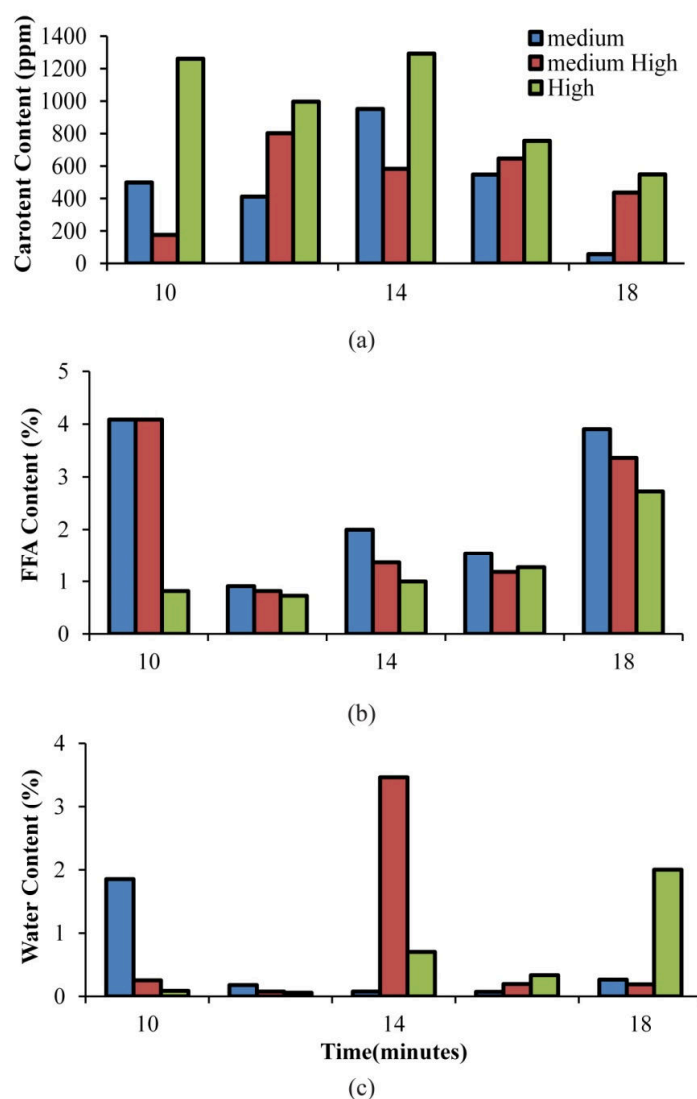 Carotent Content (ppm)
1400
1200
1000
800
600
400
200
0
medium
medium High
High
10
14
18
(a)
FFA Content (%)
5
4
3
2
1
0
10
14
18
(b)
Water Content (%)
4
3
2
1
0
10
14
18
Time(minutes)
(c)